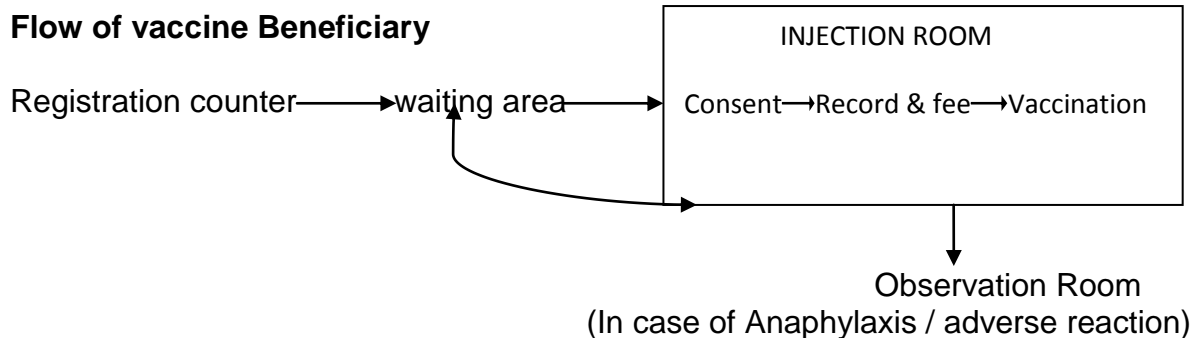 Flow of vaccine Beneficiary
INJECTION ROOM
Registration counter waiting area Consent Record & fee Vaccination
Observation Room
(In case of Anaphylaxis / adverse reaction)